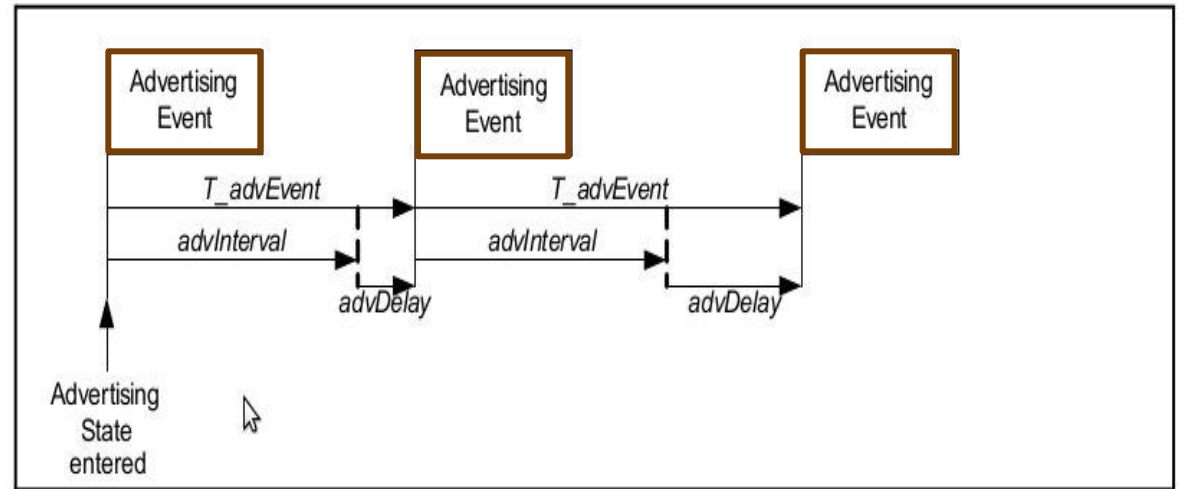 Advertising
Event
Advertising
Event
Advertising
Event
T_advEvent
T_advEvent
advInterval
advInterval
advDelay
advDelay
Advertising
State
entered